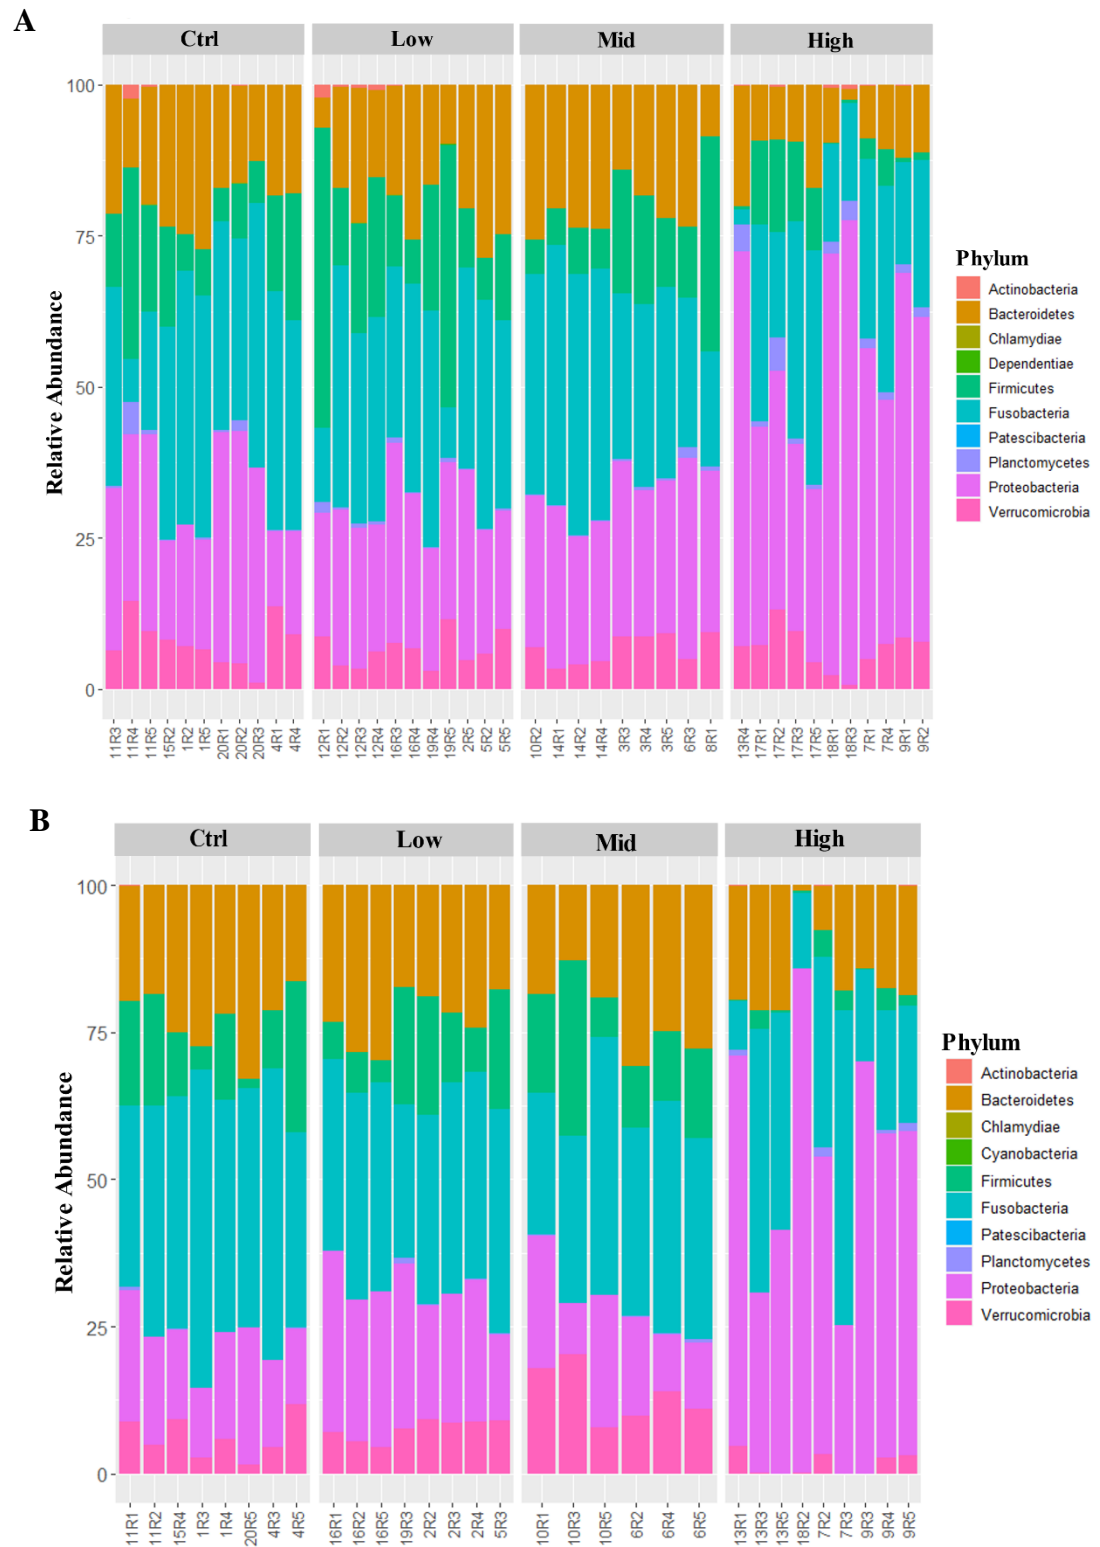 A
Ctrl Low Mid High
100
75
50
25
0
Relative Abundance
11R3 11R4 11R5 15R2 1R2 1R5 20R1 20R2 20R3 4R1 4R4 12R1 12R2 12R3 12R4 16R3 16R4 19R4 19R5 2R5 5R2 5R5 10R2 14R1 14R2 14R4 3R3 3R4 3R5 6R3 8R1 13R4 17R1 17R2 17R3 17R5 18R1 18R3 7R1 7R4 9R1 9R2
Phylum
Actinobacteria
Bacteroidetes
Chlamydiae
Dependentiae
Firmicutes
Fusobacteria
Patescibacteria
Planctomycetes
Proteobacteria
Verrucomicrobia
B
Ctrl Low Mid High
100
75
50
25
0
Relative Abundance
11R1 11R2 15R4 1R3 1R4 20R5 4R3 4R5 16R1 16R2 16R5 19R3 2R2 2R3 2R4 5R3 10R1 10R3 10R5 6R2 6R4 6R5 13R1 13R3 13R5 18R2 7R2 7R3 9R3 9R4 9R5
Phylum
Actinobacteria
Bacteroidetes
Chlamydiae
Cyanobacteria
Firmicutes
Fusobacteria
Patescibacteria
Planctomycetes
Proteobacteria
Verrucomicrobia